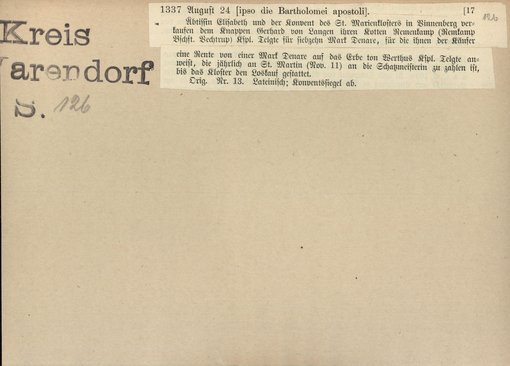 Kreis
Warendorf
S. 126
1337 August 24 [ipso die Bartholomei apostoli]. [17
126
Äbtissin Elisabeth und der Konvent des St. Marienklosters in Vinnenberg ver-
kaufen dem Knappen Gerhard von Langen ihren Kotten Remenkamp (Remkamp
Bschft. Vechtrup) Kspl. Telgte für siebzehn Mark Denare, für die ihnen der Käufer
eine Rente von einer Mark Denare auf das Erbe ton Werthus Kspl. Telgte an-
weist, die jährlich an St. Martin (Nov. 11) an die Schatzmeisterin zu zahlen ist,
bis das Kloster den Loskauf gestattet.
Orig. Nr. 13. Lateinisch; Konventssiegel ab.